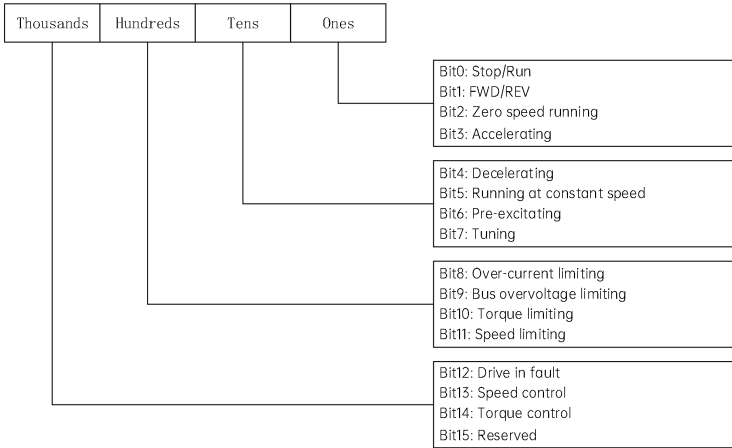 Thousands Hundreds Tens Ones
Bit0: Stop/Run
Bit1: FWD/REV
Bit2: Zero speed running
Bit3: Accelerating
Bit4: Decelerating
Bit5: Running at constant speed
Bit6: Pre-excitating
Bit7: Tuning
Bit8: Over-current limiting
Bit9: Bus overvoltage limiting
Bit10: Torque limiting
Bit11: Speed limiting
Bit12: Drive in fault
Bit13: Speed control
Bit14: Torque control
Bit15: Reserved